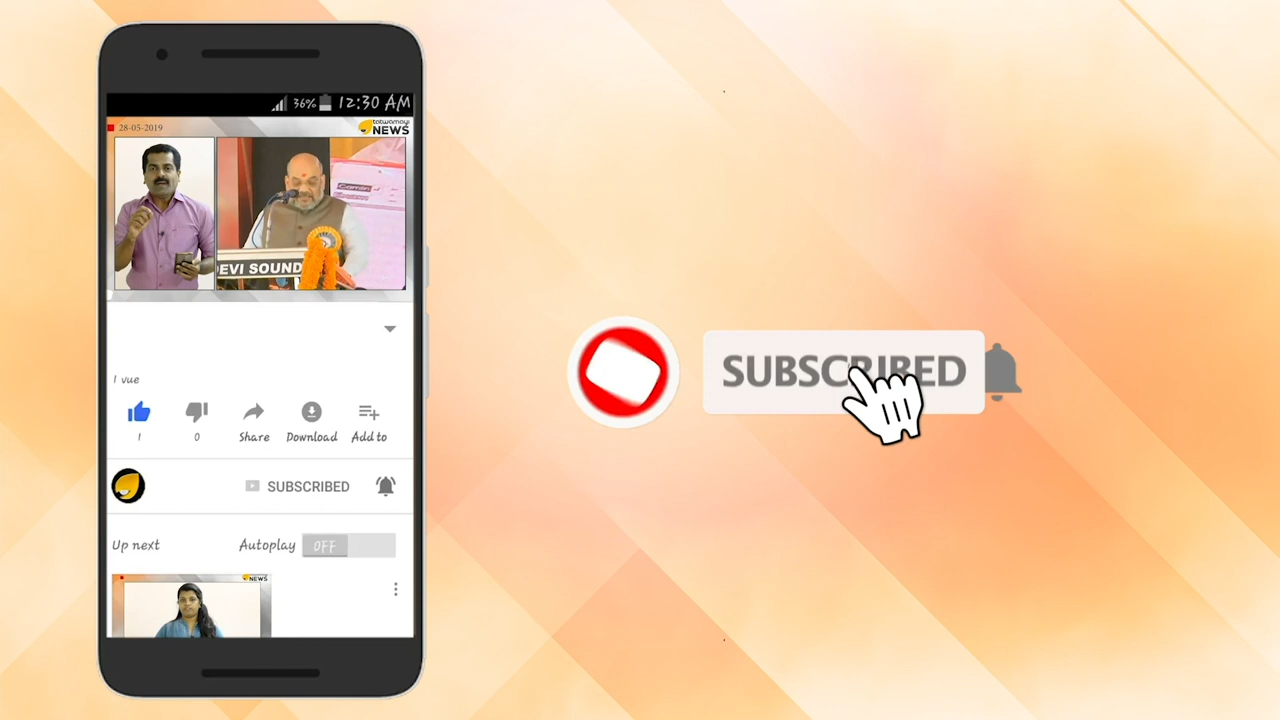 36% 12:30 AM
28-05-2019
tatwamayi
NEWS
DEVI SOUND
1 vue
1
0
Share
Download
Add to
SUBSCRIBED
Up next
Autoplay
OFF
NEWS
SUBSCRIBED